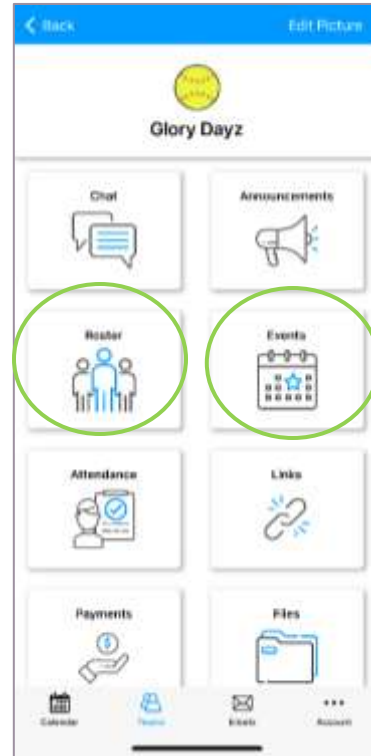 Back Edit Picture
Glory Dayz
Chat Announcements
Roster Events
Attendance Links
Payments Files
Calendar Teams Emails Account